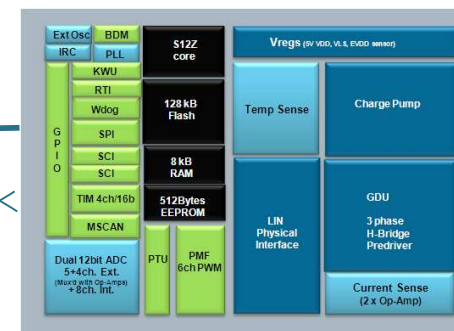 Ext Osc
BDM
IRC
PLL
KWU
RTI
Wdog
SPI
SCI
SCI
TIM 4ch/16b
MSCAN
G
P
I
O
Dual 12bit ADC
5+4ch. Ext.
(Mux'd with Op-Amps)
+ 8ch. Int.
S12Z
core
128 kB
Flash
8 kB
RAM
512Bytes
EEPROM
PTU
PMF
6ch PWM
Vregs (5V VDD, VLS, EVDD sensor)
Temp Sense
Charge Pump
LIN
Physical
Interface
GDU
3 phase
H-Bridge
Predriver
Current Sense
(2 x Op-Amp)